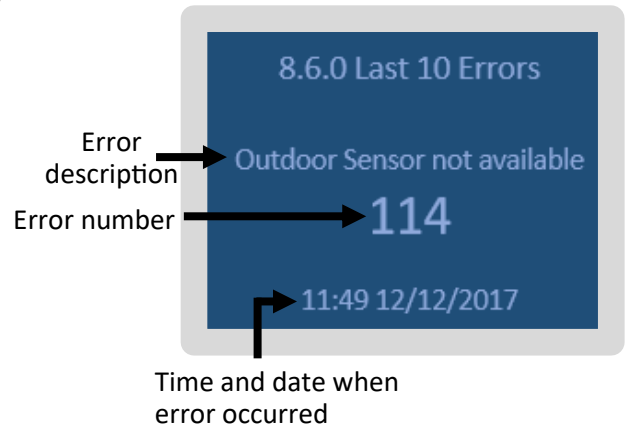 8.6.0 Last 10 Errors
Error
description
Outdoor Sensor not available
Error number
114
11:49 12/12/2017
Time and date when
error occurred